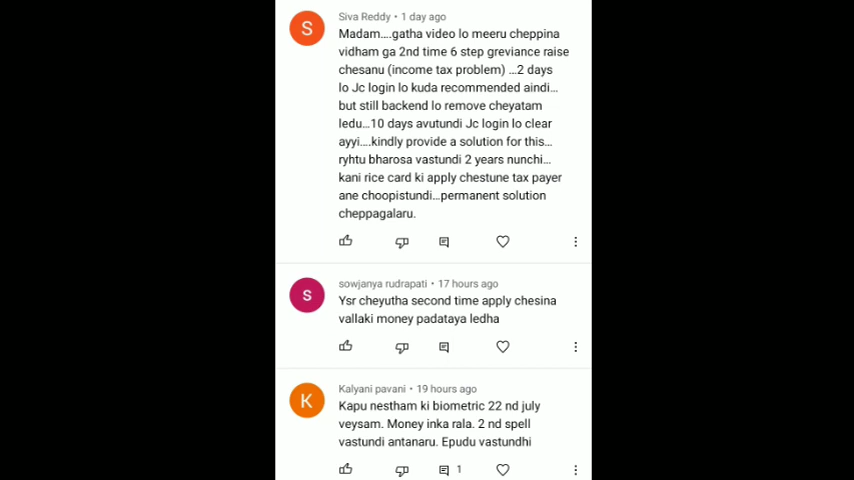 S
Siva Reddy • 1 day ago
Madam....gatha video lo meeru cheppina
vidham ga 2nd time 6 step greviance raise
chesanu (income tax problem) ...2 days
lo Jc login lo kuda recommended aindi...
but still backend lo remove cheyatam
ledu...10 days avutundi Jc login lo clear
ayyi....kindly provide a solution for this...
ryhtu bharosa vastundi 2 years nunchi...
kani rice card ki apply chestune tax payer
ane choopistundi...permanent solution
cheppagalaru.
s
sowjanya rudrapati • 17 hours ago
Ysr cheyutha second time apply chesina
vallaki money padataya ledha
K
Kalyani pavani • 19 hours ago
Kapu nestham ki biometric 22 nd july
veysam. Money inka rala. 2 nd spell
vastundi antanaru. Epudu vastundhi
1